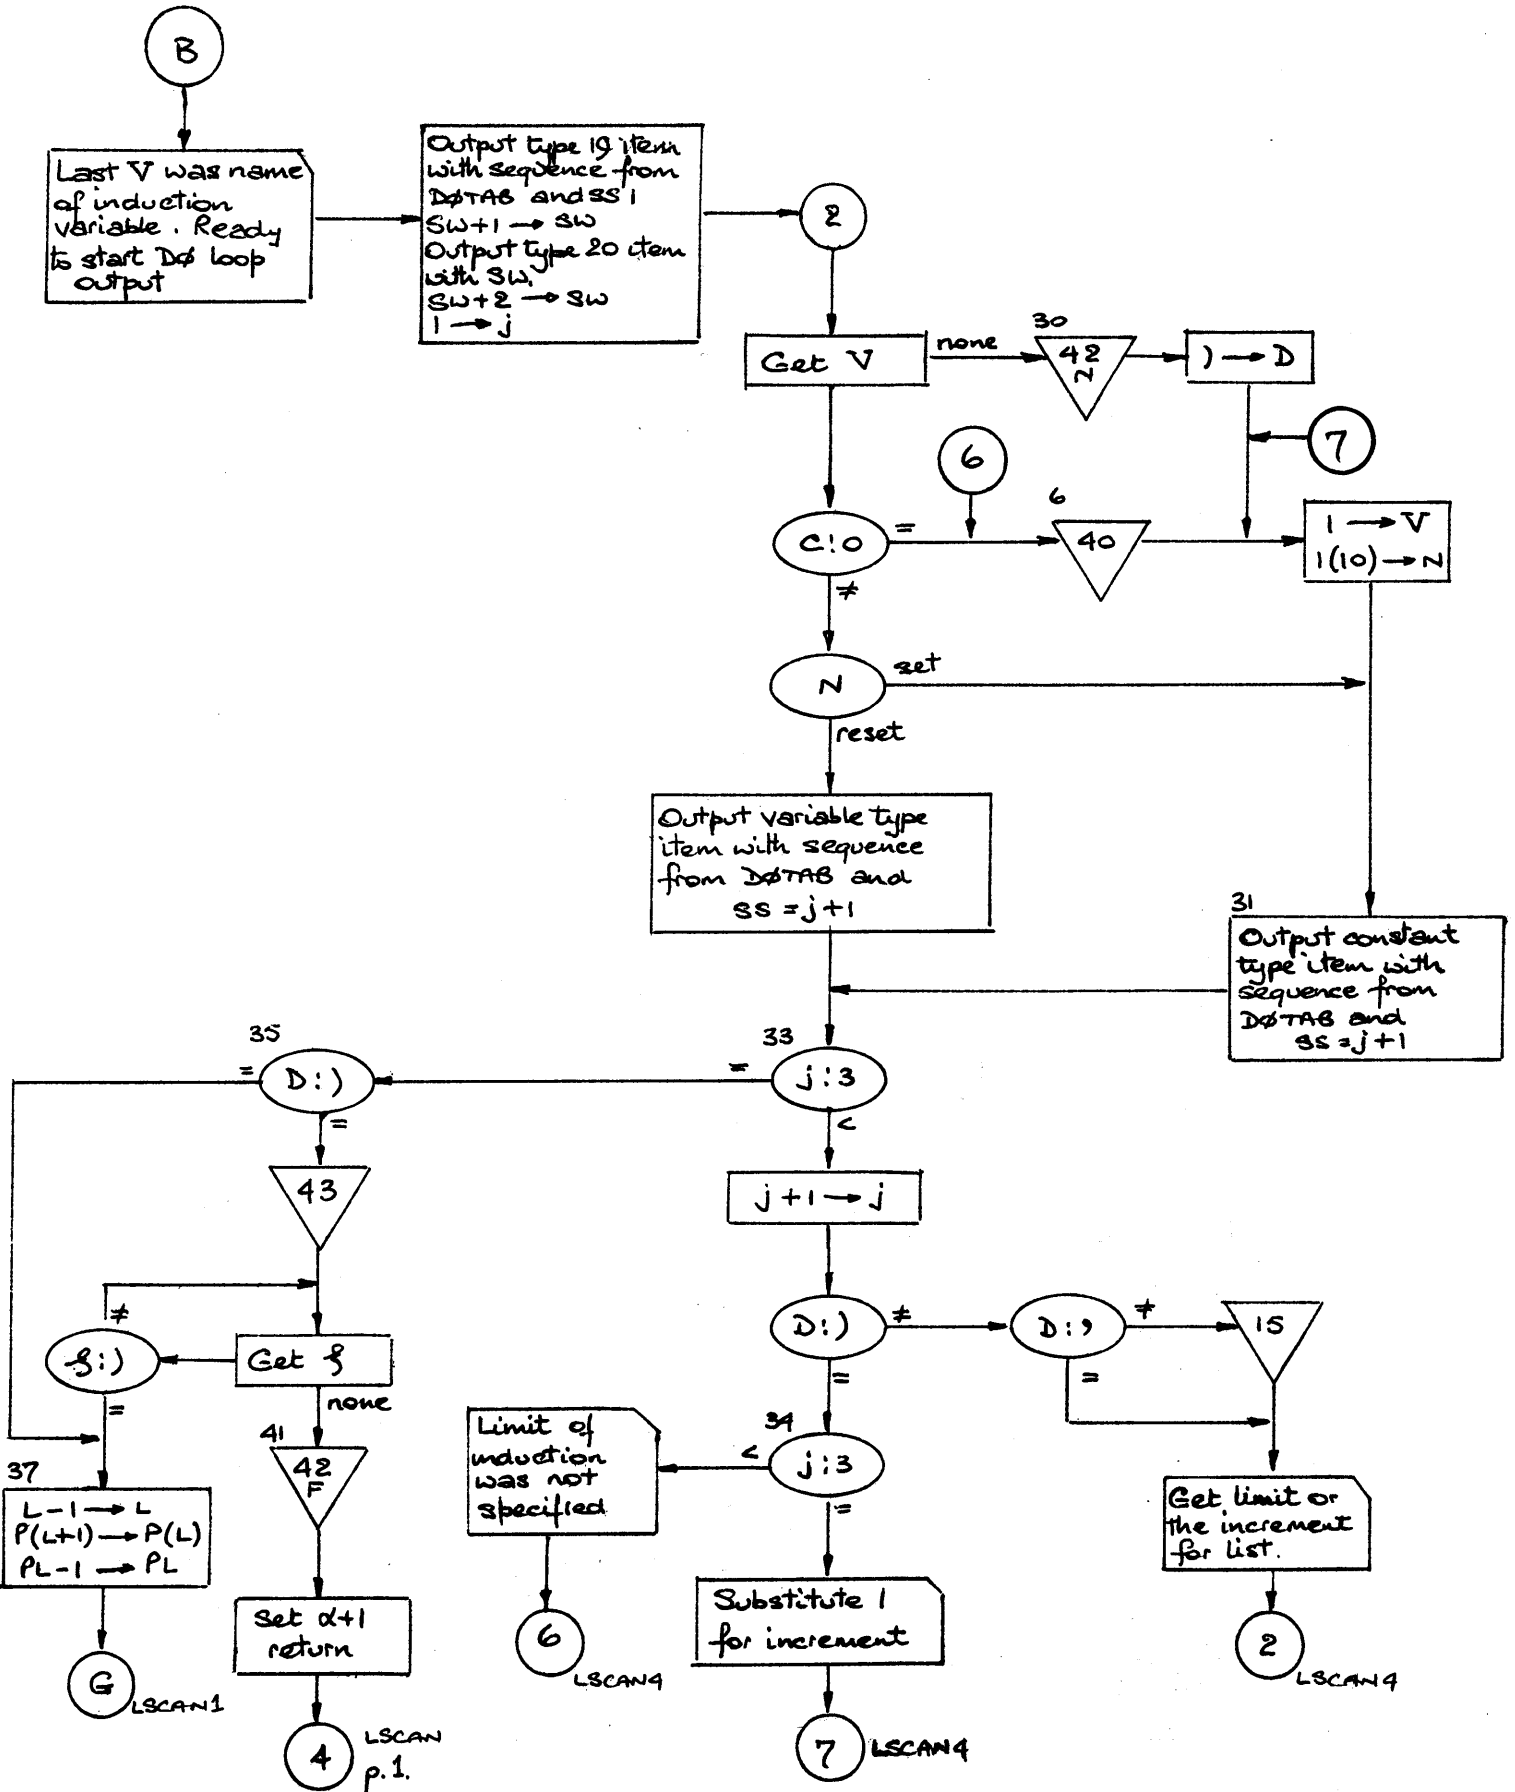 B
Last V was name
of induction
variable. Ready
to start DØ loop
output
Output type 19 item
with sequence from
DØTAB and SS 1
SW+1 → SW
Output type 20 item
with SW.
SW+2 → SW
1 → j
2
Get V
none
30
42
N
) → D
7
6
C:0
=
≠
6
40
1 → V
1(10) → N
N
set
reset
Output variable type
item with sequence
from DØTAB and
SS = j+1
31
Output constant
type item with
sequence from
DØTAB and
SS = j+1
35
D:)
=
=
33
j:3
=
<
43
j+1 → j
≠
ξ:)
=
Get ξ
none
D:)
≠
=
D:,
≠
=
15
37
L-1 → L
P(L+1) → P(L)
PL-1 → PL
G
LSCAN1
41
42
F
Set α+1
return
4
LSCAN
p.1.
Limit of
induction
was not
specified
6
LSCAN4
34
j:3
<
=
Substitute 1
for increment
7
LSCAN4
Get limit or
the increment
for list.
2
LSCAN4